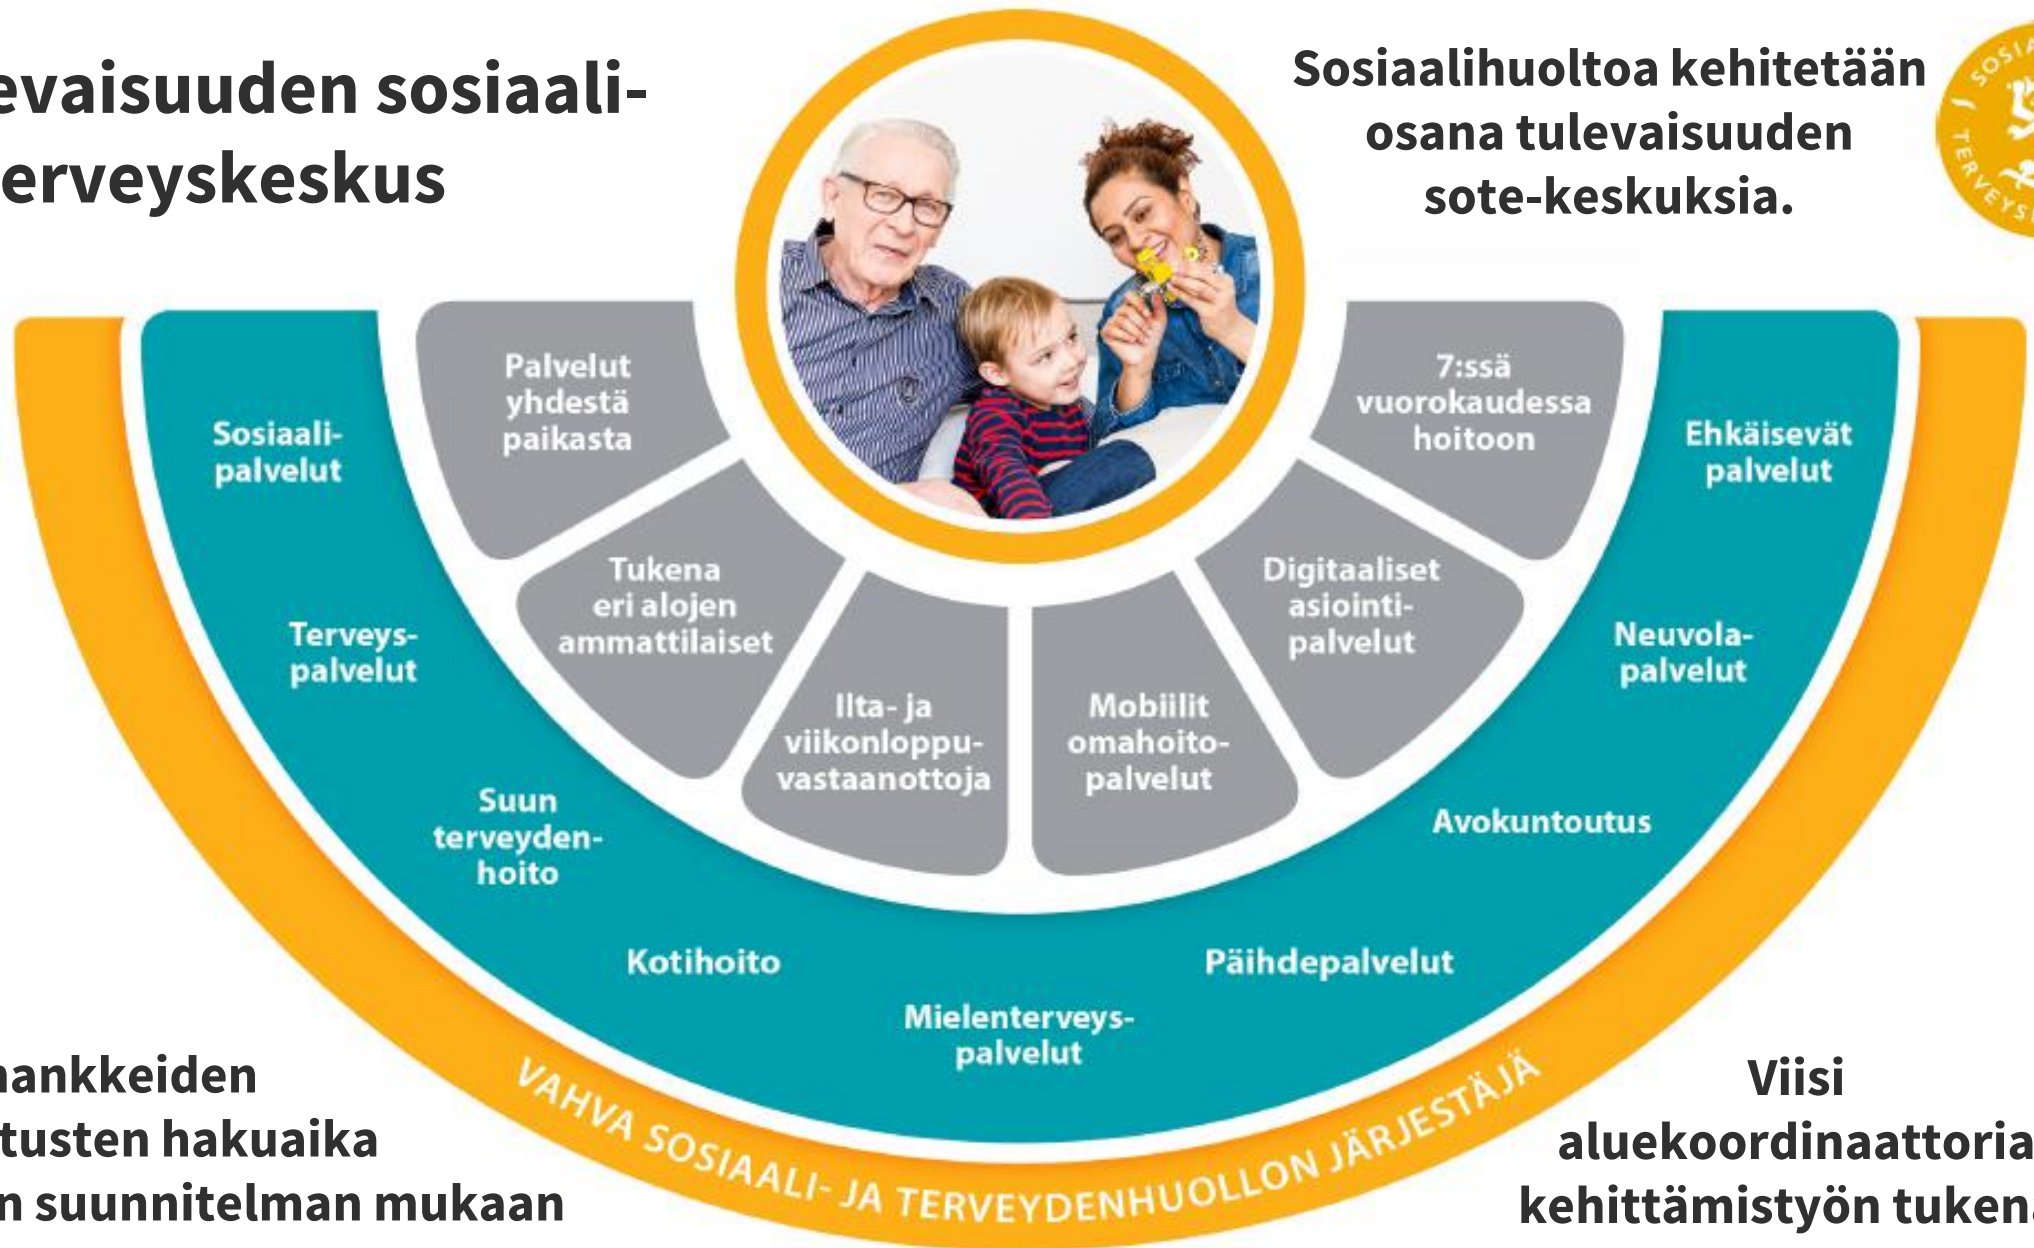 evaisuuden sosiaali-
erveyskeskus
Sosiaalihuoltoa kehitetään
osana tulevaisuuden
sote-keskuksia.
SOSIA
TERVEYS
Palvelut
yhdestä
paikasta
Tukena
eri alojen
ammattilaiset
Ilta- ja
viikonloppu-
vastaanottoja
Mobiilit
omahoito-
palvelut
Digitaaliset
asiointi-
palvelut
7:ssä
vuorokaudessa
hoitoon
Sosiaali-
palvelut
Terveys-
palvelut
Suun
terveyden-
hoito
Kotihoito
Mielenterveys-
palvelut
Päihdepalvelut
Avokuntoutus
Neuvola-
palvelut
Ehkäisevät
palvelut
VAHVA SOSIAALI- JA TERVEYDENHUOLLON JÄRJESTÄJÄ
hankkeiden
tusten hakuaika
n suunnitelman mukaan
Viisi
aluekoordinaattoria
kehittämistyön tuken